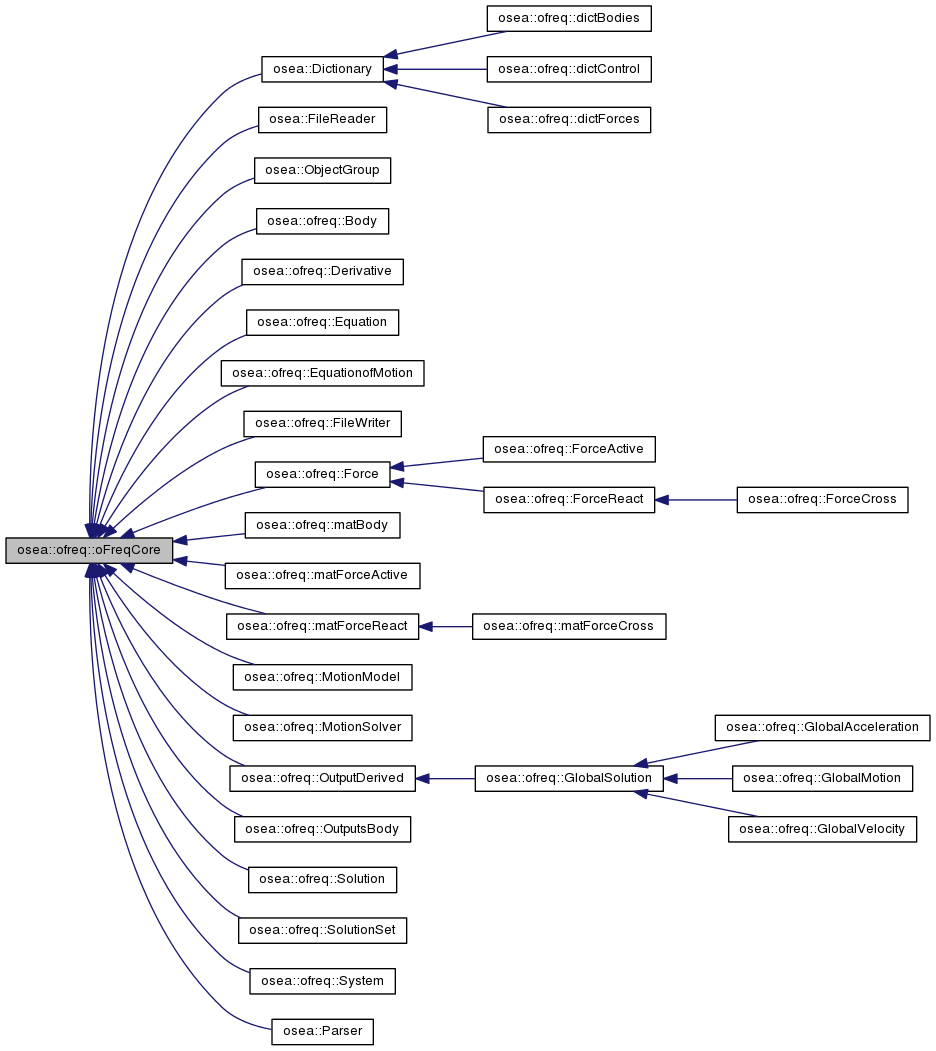 osea::ofreq::dictBodies
osea::Dictionary
osea::ofreq::dictControl
osea::FileReader
osea::ofreq::dictForces
osea::ObjectGroup
osea::ofreq::Body
osea::ofreq::Derivative
osea::ofreq::Equation
osea::ofreq::EquationofMotion
osea::ofreq::FileWriter
osea::ofreq::Force
osea::ofreq::ForceActive
osea::ofreq::ForceReact
osea::ofreq::ForceCross
osea::ofreq::matBody
osea::ofreq::oFreqCore
osea::ofreq::matForceActive
osea::ofreq::matForceReact
osea::ofreq::matForceCross
osea::ofreq::MotionModel
osea::ofreq::MotionSolver
osea::ofreq::GlobalAcceleration
osea::ofreq::OutputDerived
osea::ofreq::GlobalSolution
osea::ofreq::GlobalMotion
osea::ofreq::OutputsBody
osea::ofreq::GlobalVelocity
osea::ofreq::Solution
osea::ofreq::SolutionSet
osea::ofreq::System
osea::Parser